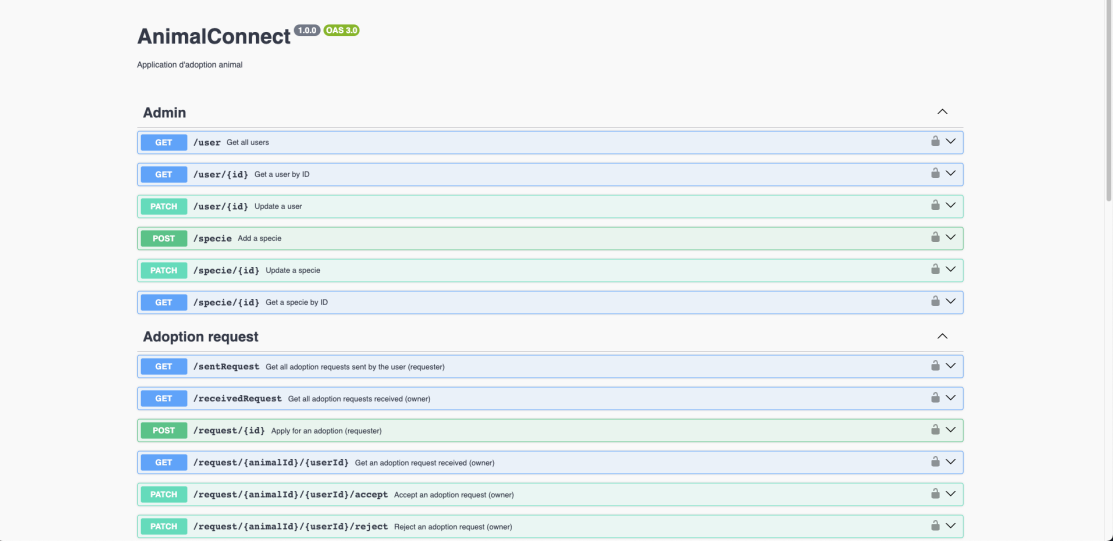 AnimalConnect 1.0.0 OAS 3.0
Application d'adoption animal
Admin
GET /user Get all users
GET /user/{id} Get a user by ID
PATCH /user/{id} Update a user
POST /specie Add a specie
PATCH /specie/{id} Update a specie
GET /specie/{id} Get a specie by ID
Adoption request
GET /sentRequest Get all adoption requests sent by the user (requester)
GET /receivedRequest Get all adoption requests received (owner)
POST /request/{id} Apply for an adoption (requester)
GET /request/{animalId}/{userId} Get an adoption request received (owner)
PATCH /request/{animalId}/{userId}/accept Accept an adoption request (owner)
PATCH /request/{animalId}/{userId}/reject Reject an adoption request (owner)